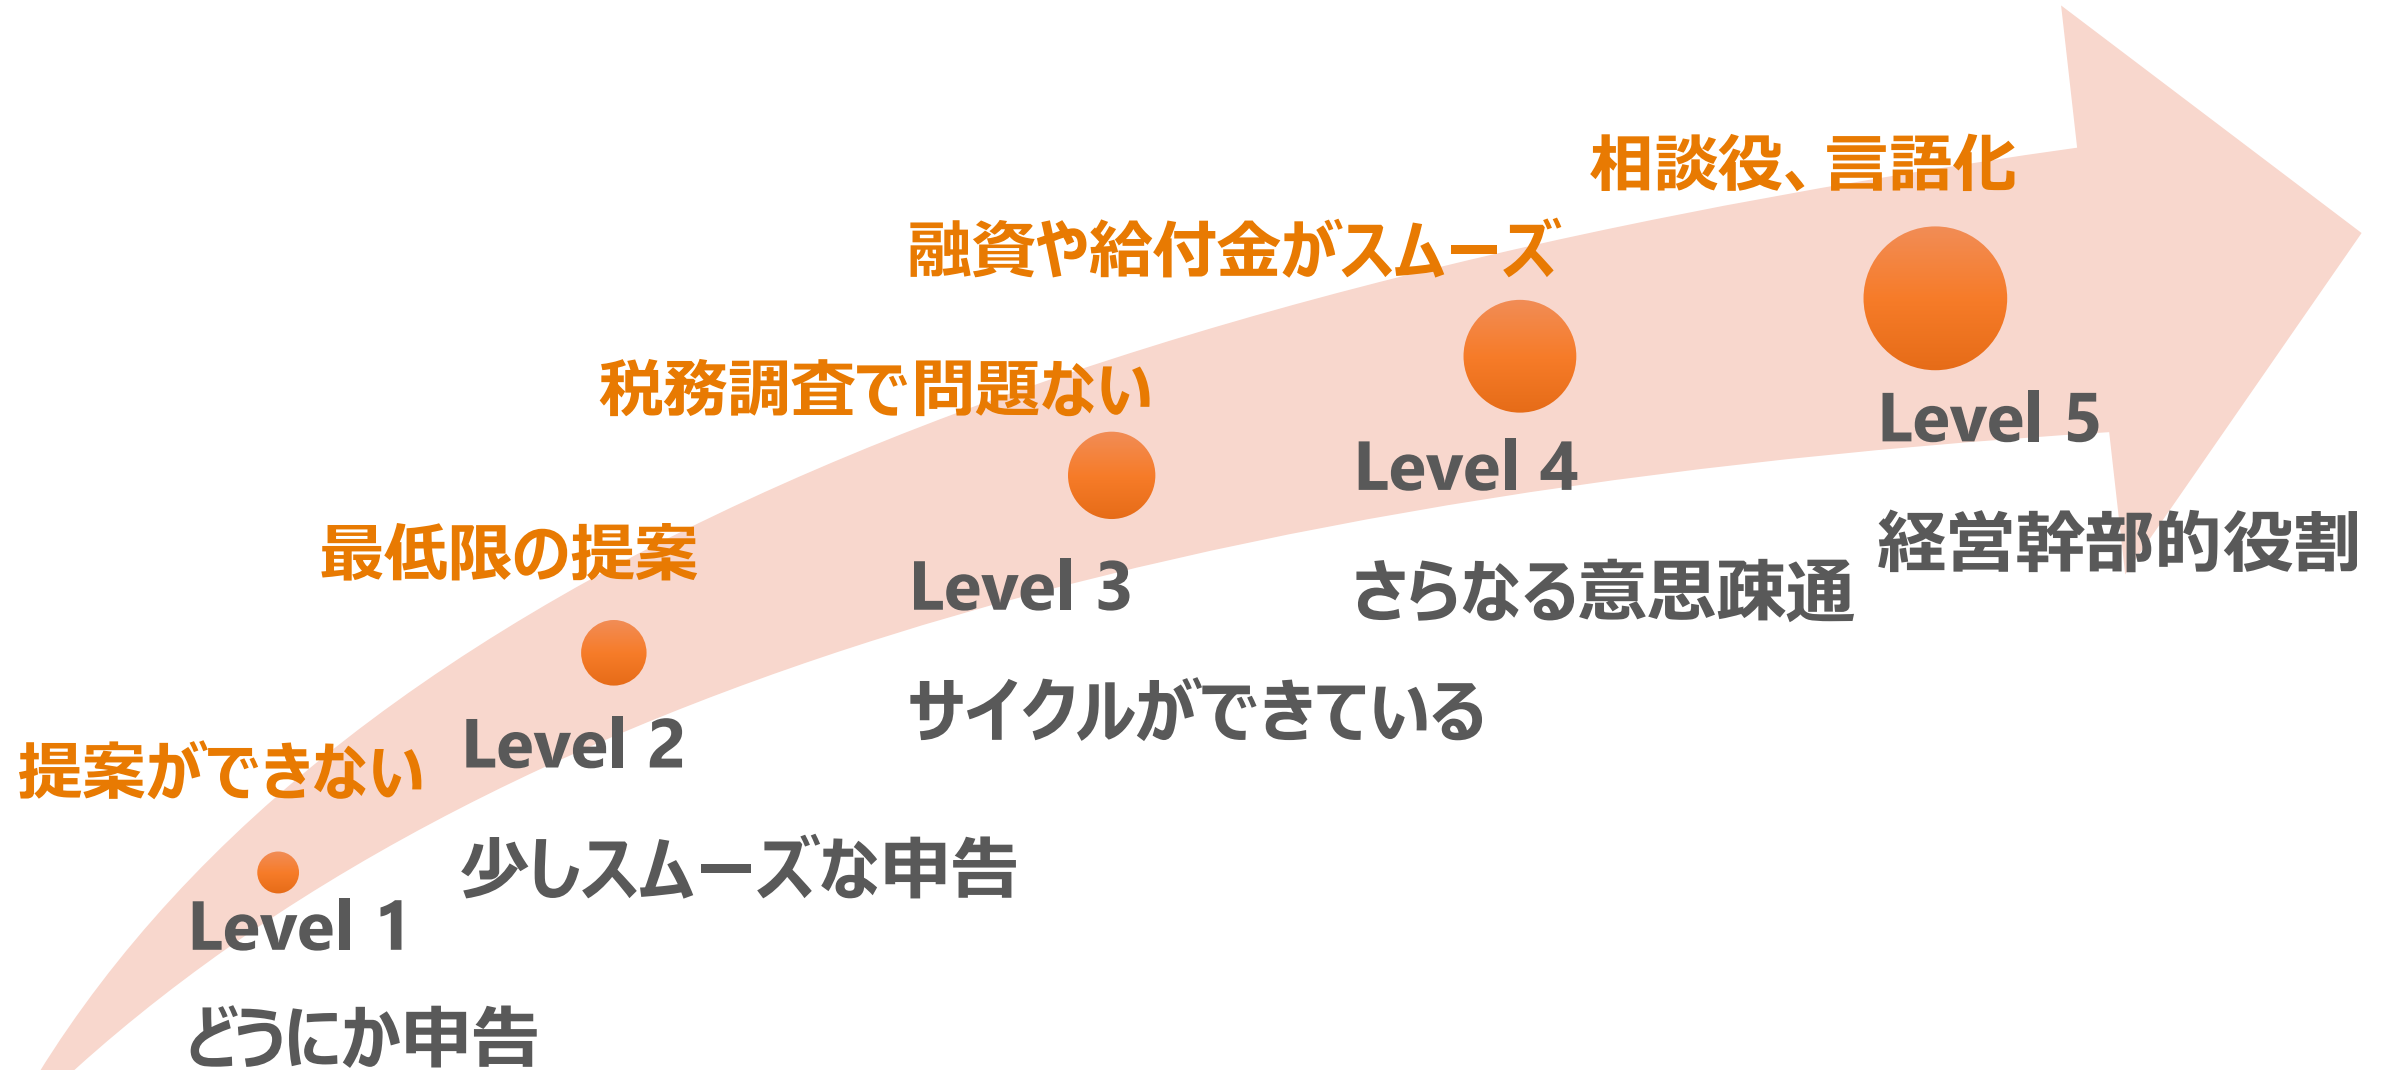 相談役、言語化
融資や給付金がスムーズ
税務調査で問題ない
Level 5
Level 4
経営幹部的役割
最低限の提案
Level 3
さらなる意思疎通
サイクルができている
Level 2
提案ができない
少しスムーズな申告
Level 1
どうにか申告